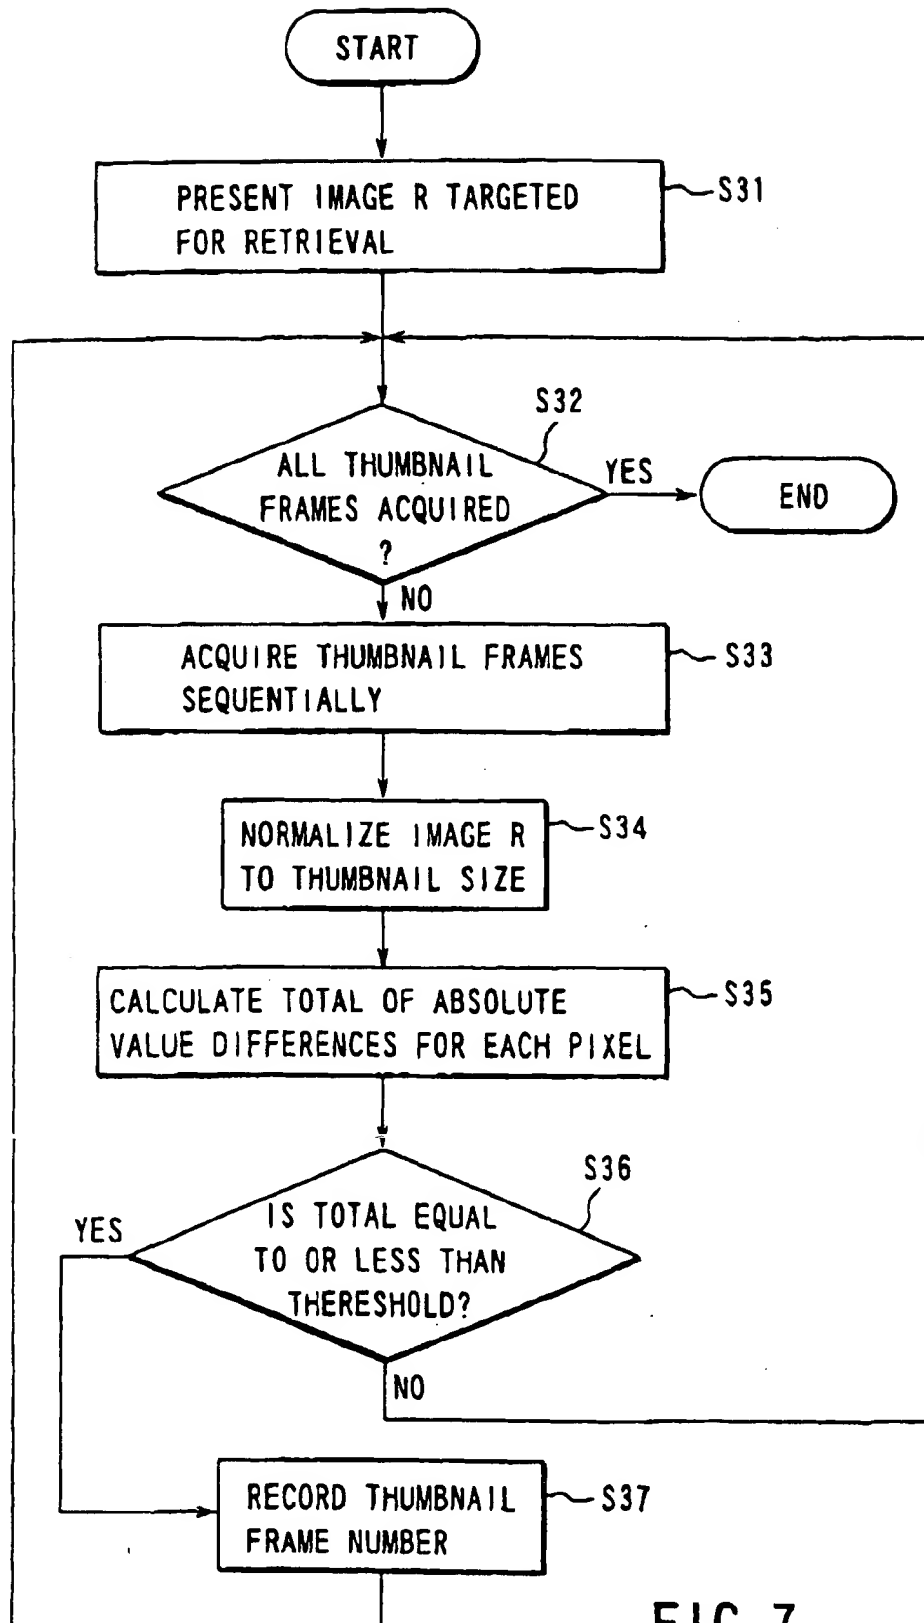 START
PRESENT IMAGE R TARGETED
FOR RETRIEVAL
S31
S32
ALL THUMBNAIL
FRAMES ACQUIRED
?
YES
END
NO
ACQUIRE THUMBNAIL FRAMES
SEQUENTIALLY
S33
NORMALIZE IMAGE R
TO THUMBNAIL SIZE
S34
CALCULATE TOTAL OF ABSOLUTE
VALUE DIFFERENCES FOR EACH PIXEL
S35
S36
IS TOTAL EQUAL
TO OR LESS THAN
THERESHOLD?
YES
NO
RECORD THUMBNAIL
FRAME NUMBER
S37
FIG. 7